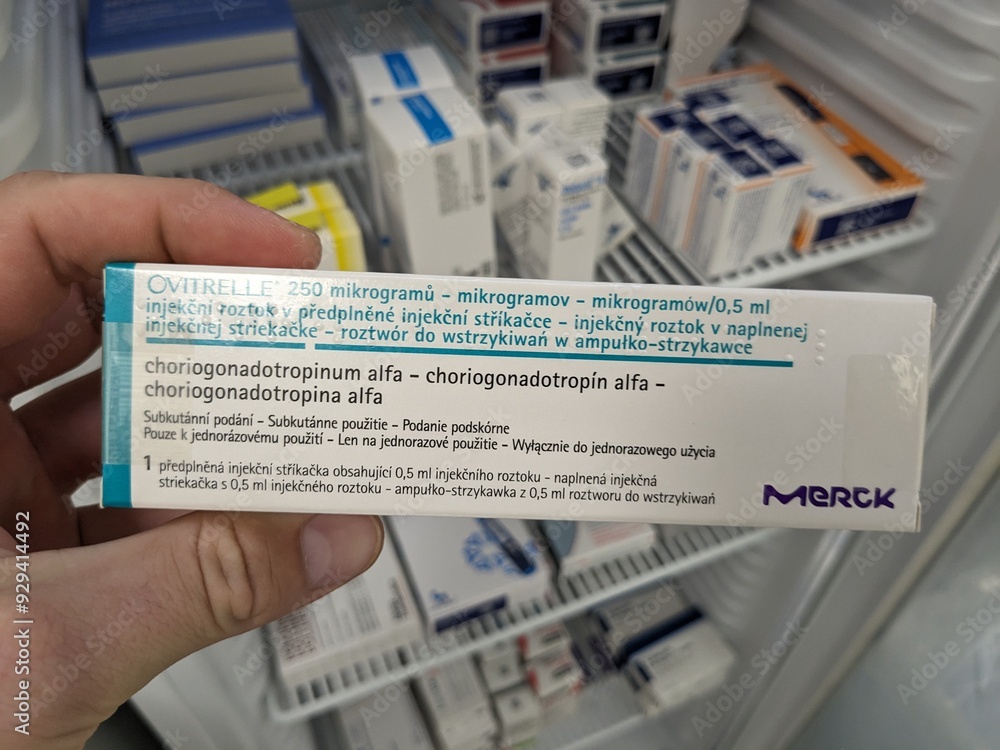 OVITRELLE® 250 mikrogramů – mikrogramov – mikrogramów/0,5 ml
injekční roztok v předplněné injekční stříkačce – injekčný roztok v naplnenej
injekčnej striekačke – roztwór do wstrzykiwań w ampułko-strzykawce
choriogonadotropinum alfa – choriogonadotropín alfa –
choriogonadotropina alfa
Subkutánní podání – Subkutánne použitie – Podanie podskórne
Pouze k jednorázovému použití – Len na jednorazové použitie – Wyłącznie do jednorazowego użycia
1 předplněná injekční stříkačka obsahující 0,5 ml injekčního roztoku - naplnená injekčná
striekačka s 0,5 ml injekčného roztoku - ampułko-strzykawka z 0,5 ml roztworu do wstrzykiwań
MERCK
Adobe Stock | #929414492